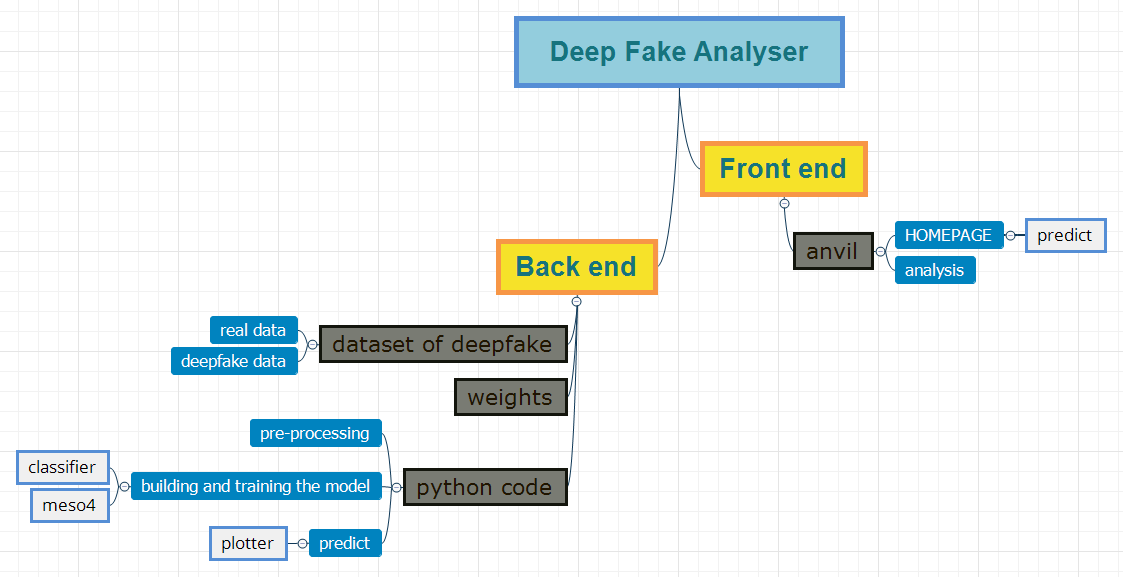 Deep Fake Analyser
Front end
anvil
HOMEPAGE
predict
analysis
Back end
dataset of deepfake
real data
deepfake data
weights
python code
pre-processing
building and training the model
classifier
meso4
predict
plotter